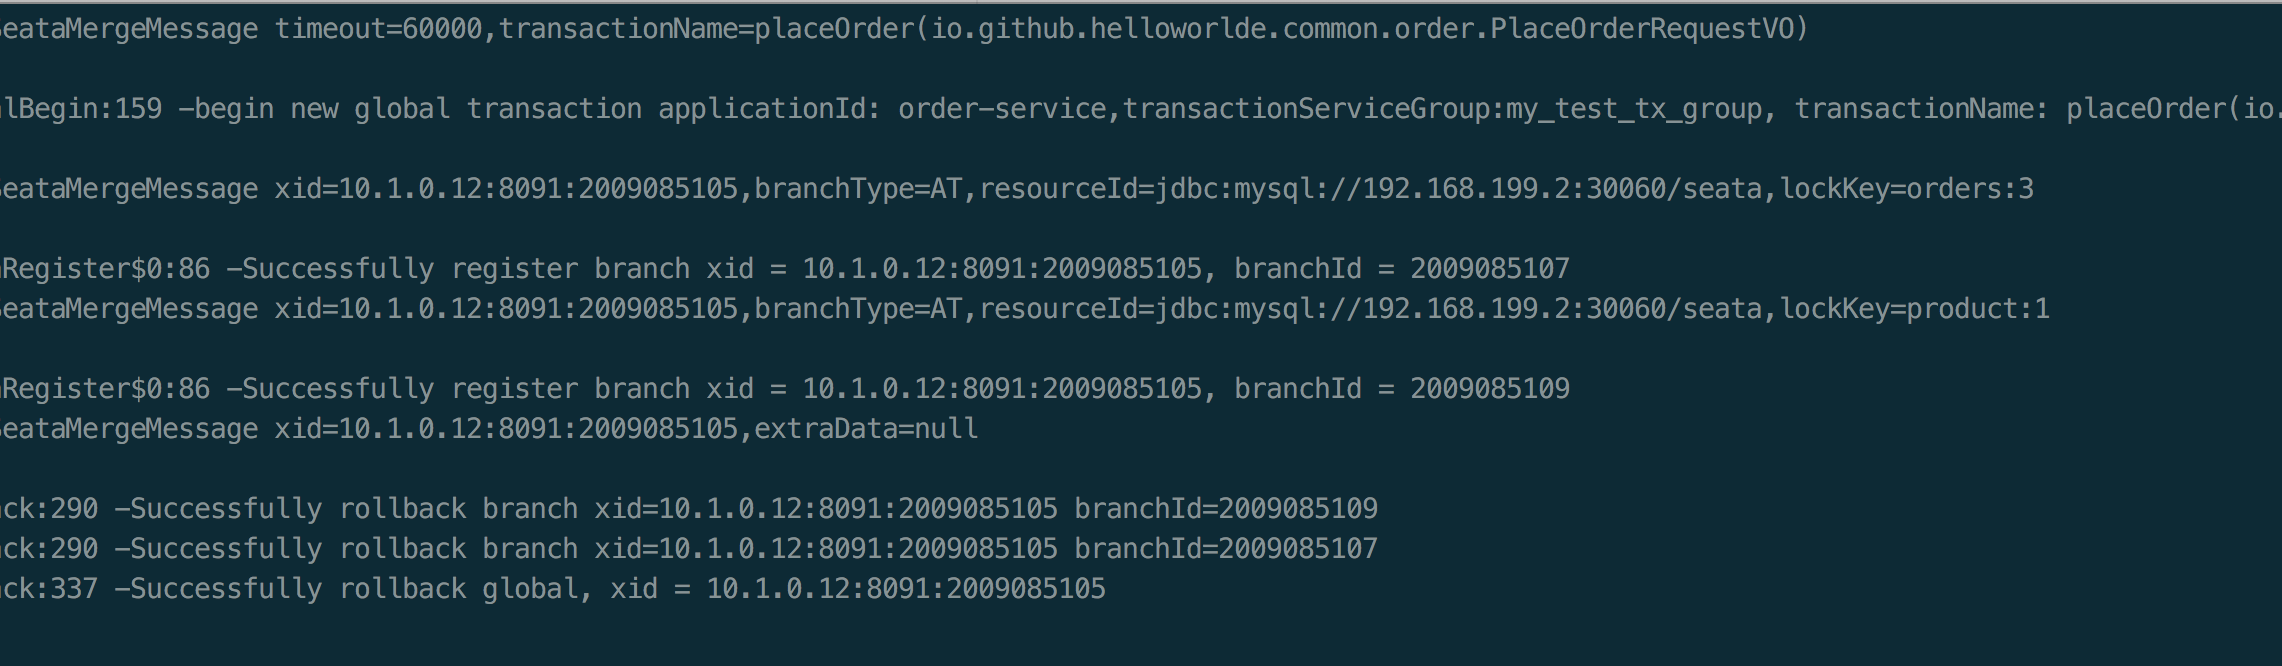 SeataMergeMessage timeout=60000,transactionName=placeOrder(io.github.helloworlde.common.order.PlaceOrderRequestVO)
lBegin:159 –begin new global transaction applicationId: order–service,transactionServiceGroup:my_test_tx_group, transactionName: placeOrder(io.
SeataMergeMessage xid=10.1.0.12:8091:2009085105,branchType=AT,resourceId=jdbc:mysql://192.168.199.2:30060/seata,lockKey=orders:3
Register$0:86 –Successfully register branch xid = 10.1.0.12:8091:2009085105, branchId = 2009085107
SeataMergeMessage xid=10.1.0.12:8091:2009085105,branchType=AT,resourceId=jdbc:mysql://192.168.199.2:30060/seata,lockKey=product:1
Register$0:86 –Successfully register branch xid = 10.1.0.12:8091:2009085105, branchId = 2009085109
SeataMergeMessage xid=10.1.0.12:8091:2009085105,extraData=null
ck:290 –Successfully rollback branch xid=10.1.0.12:8091:2009085105 branchId=2009085109
ck:290 –Successfully rollback branch xid=10.1.0.12:8091:2009085105 branchId=2009085107
ck:337 –Successfully rollback global, xid = 10.1.0.12:8091:2009085105